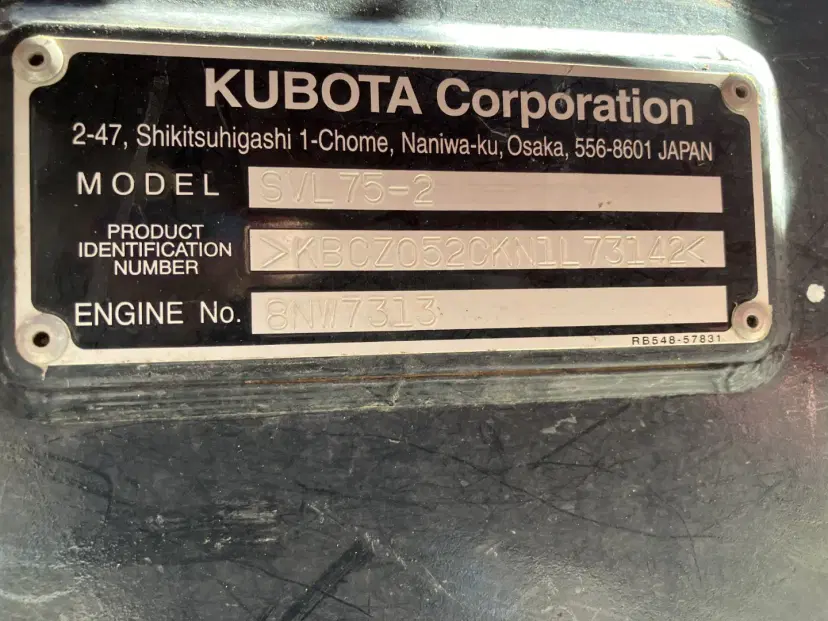 KUBOTA Corporation
2-47, Shikitsuhigashi 1-Chome, Naniwa-ku, Osaka, 556-8601 JAPAN
MODEL SVL75-2
PRODUCT
IDENTIFICATION
NUMBER >KBCZ052CKN1L73142<
ENGINE No. 8NW7313
RB548-57831